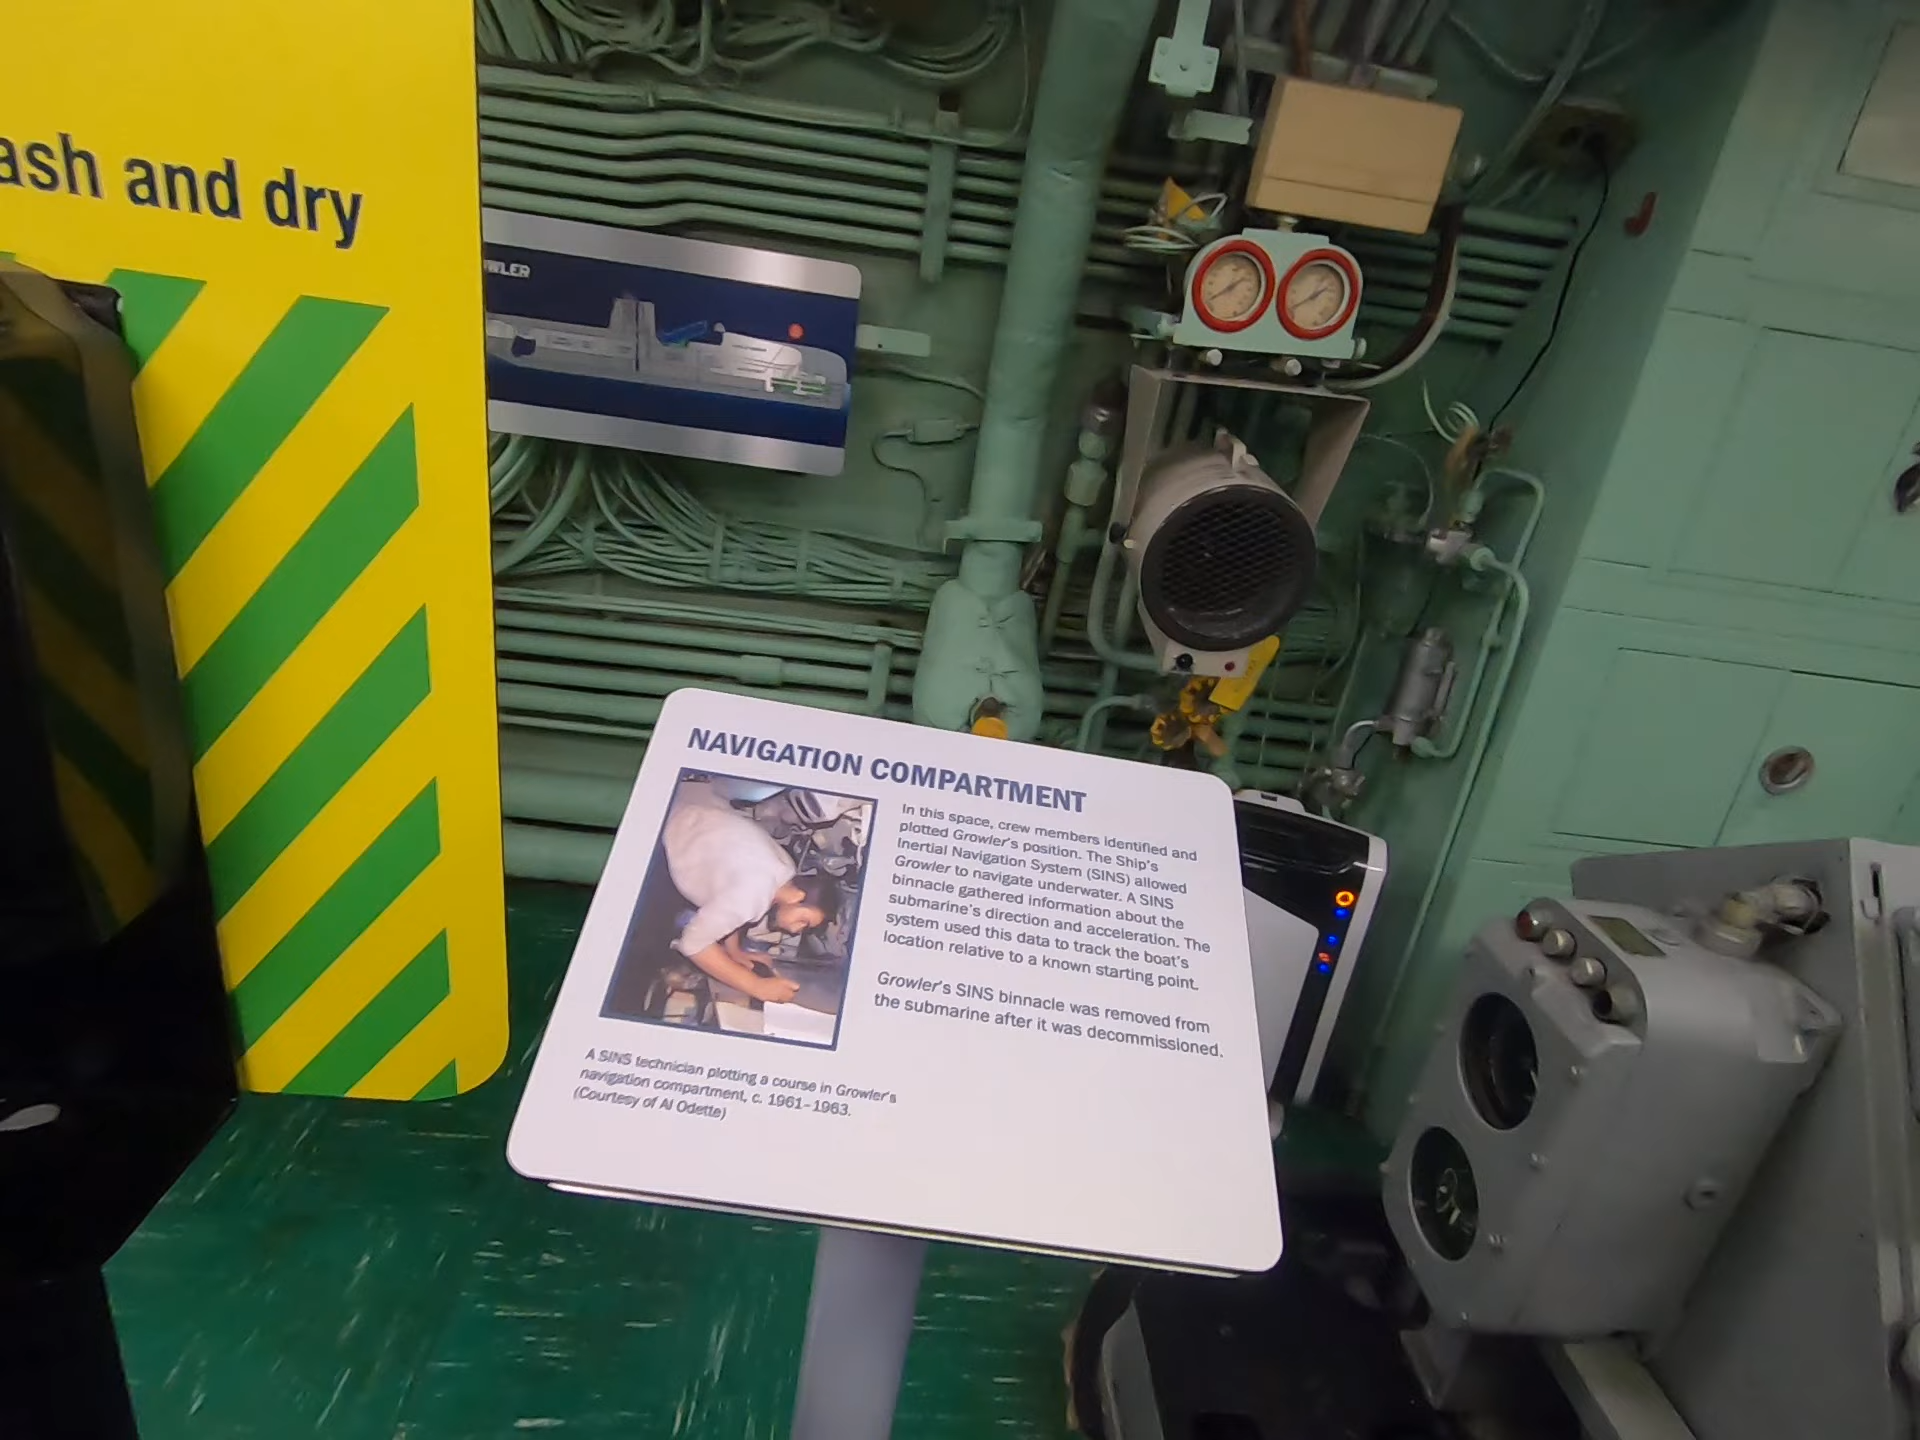 and dry
NAVIGATION COMPARTMENT
In this space, crew members identified and
plotted Growler's position. The Ship's
Inertial Navigation System (SINS) allowed
Growler to navigate underwater. A SINS
binnacle gathered information about the
submarine's direction and acceleration. The
system used this data to track the boat's
location relative to a known starting point.
Growler's SINS binnacle was removed from
the submarine after it was decommissioned.
A SINS technician plotting a course in Growler's
navigation compartment, c. 1961–1963.
(Courtesy of Al Odette)